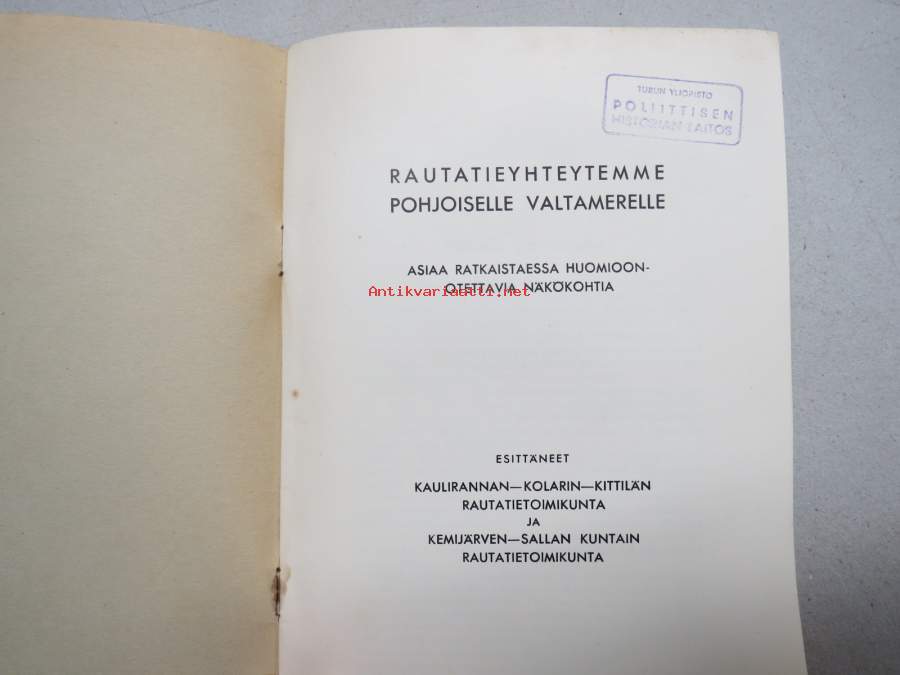 TURUN YLIOPISTO
POLIITTISEN
HISTORIAN LAITOS
RAUTATIEYHTEYTEMME
POHJOISELLE VALTAMERELLE
ASIAA RATKAISTAESSA HUOMIOON-
OTETTAVIA NÄKÖKOHTIA
Antikvariaatti.net
ESITTÄNEET
KAULIRANNAN—KOLARIN—KITTILÄN
RAUTATIETOIMIKUNTA
JA
KEMIJÄRVEN—SALLAN KUNTAIN
RAUTATIETOIMIKUNTA